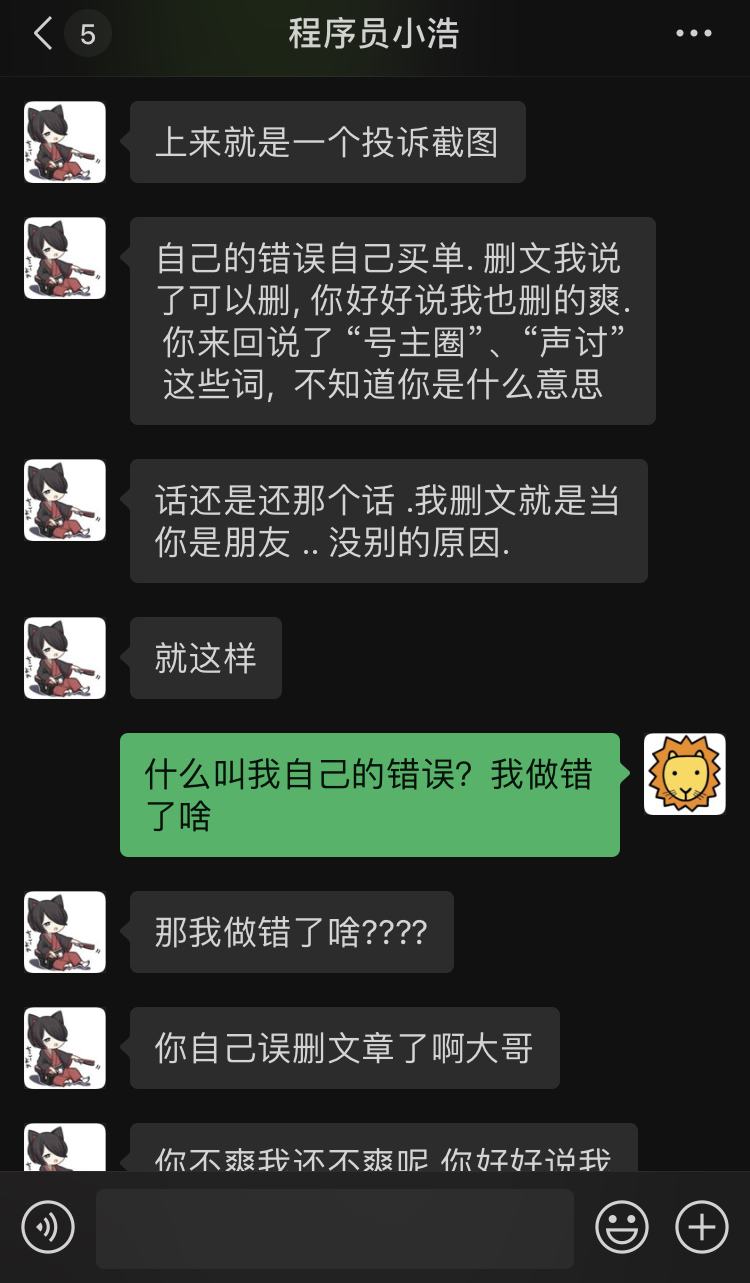 5
程序员小浩
上来就是一个投诉截图
自己的错误自己买单. 删文我说
了可以删, 你好好说我也删的爽.
你来回说了 “号主圈” 、“声讨”
这些词,  不知道你是什么意思
话还是还那个话 .我删文就是当
你是朋友 .. 没别的原因.
就这样
什么叫我自己的错误?  我做错
了啥
那我做错了啥????
你自己误删文章了啊大哥
你不爽我还不爽呢 你好好说我